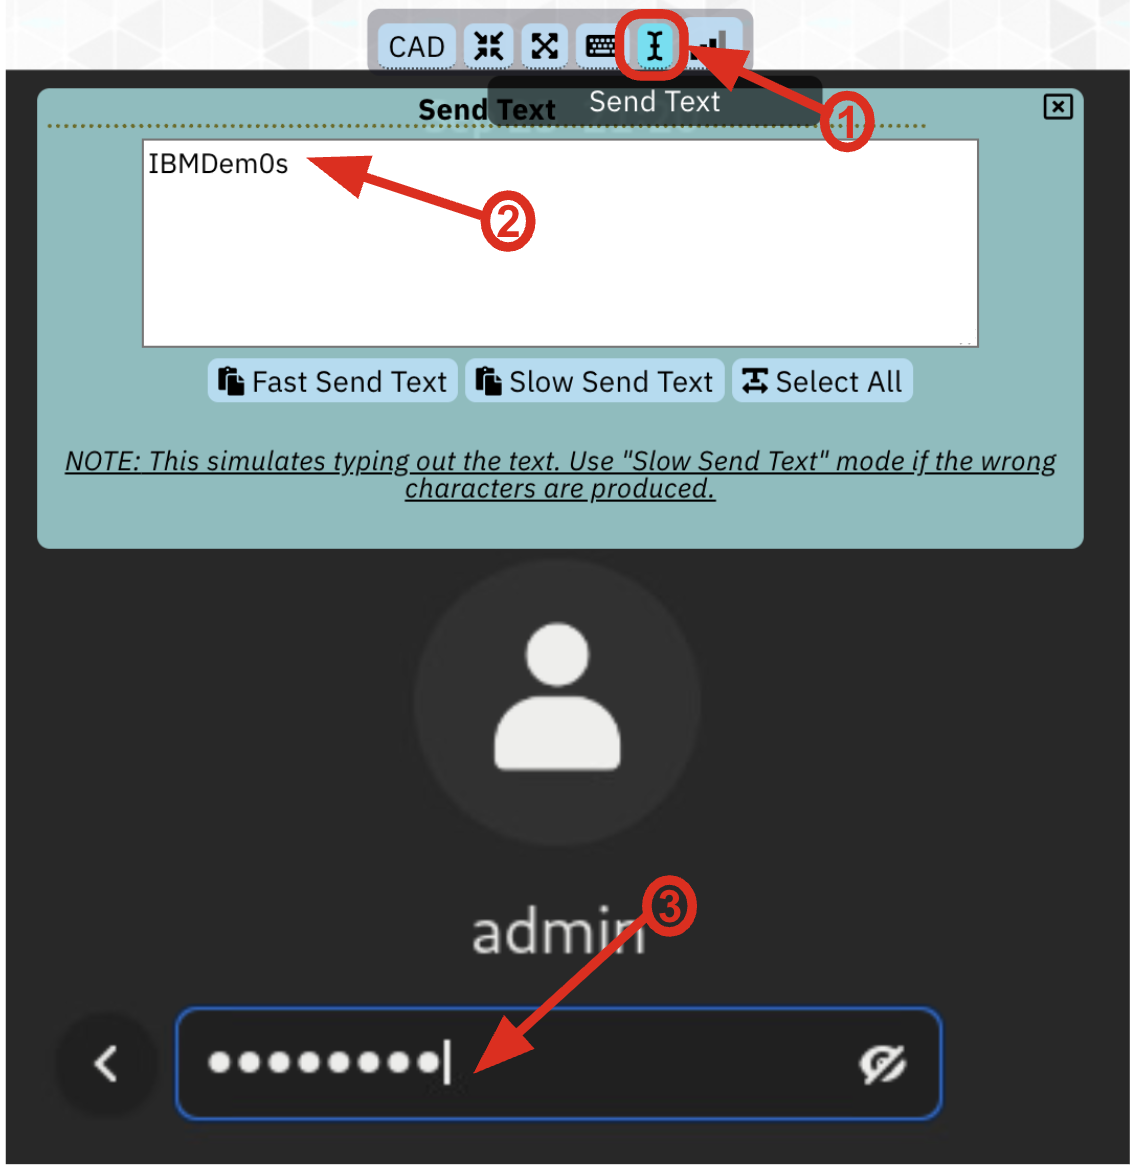 CAD
Send Text
Send Text
1
IBMDem0s
2
Fast Send Text
Slow Send Text
Select All
NOTE: This simulates typing out the text. Use "Slow Send Text" mode if the wrong
characters are produced.
3
admin